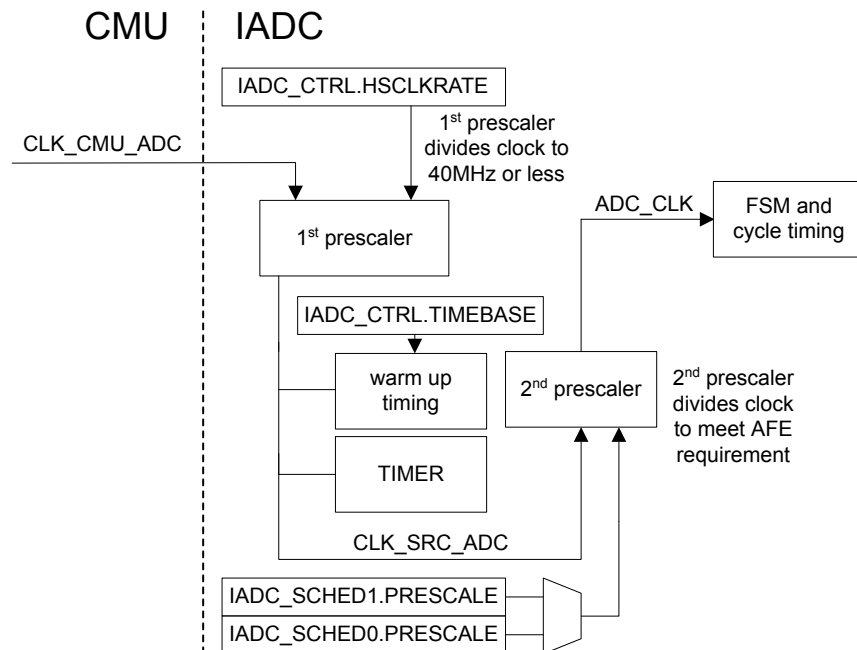 CMU
IADC
IADC_CTRL.HSCLKRATE
CLK_CMU_ADC
1st prescaler
divides clock to
40MHz or less
1st prescaler
ADC_CLK
FSM and
cycle timing
IADC_CTRL.TIMEBASE
warm up
timing
2nd prescaler
2nd prescaler
divides clock
to meet AFE
requirement
TIMER
CLK_SRC_ADC
IADC_SCHED1.PRESCALE
IADC_SCHED0.PRESCALE